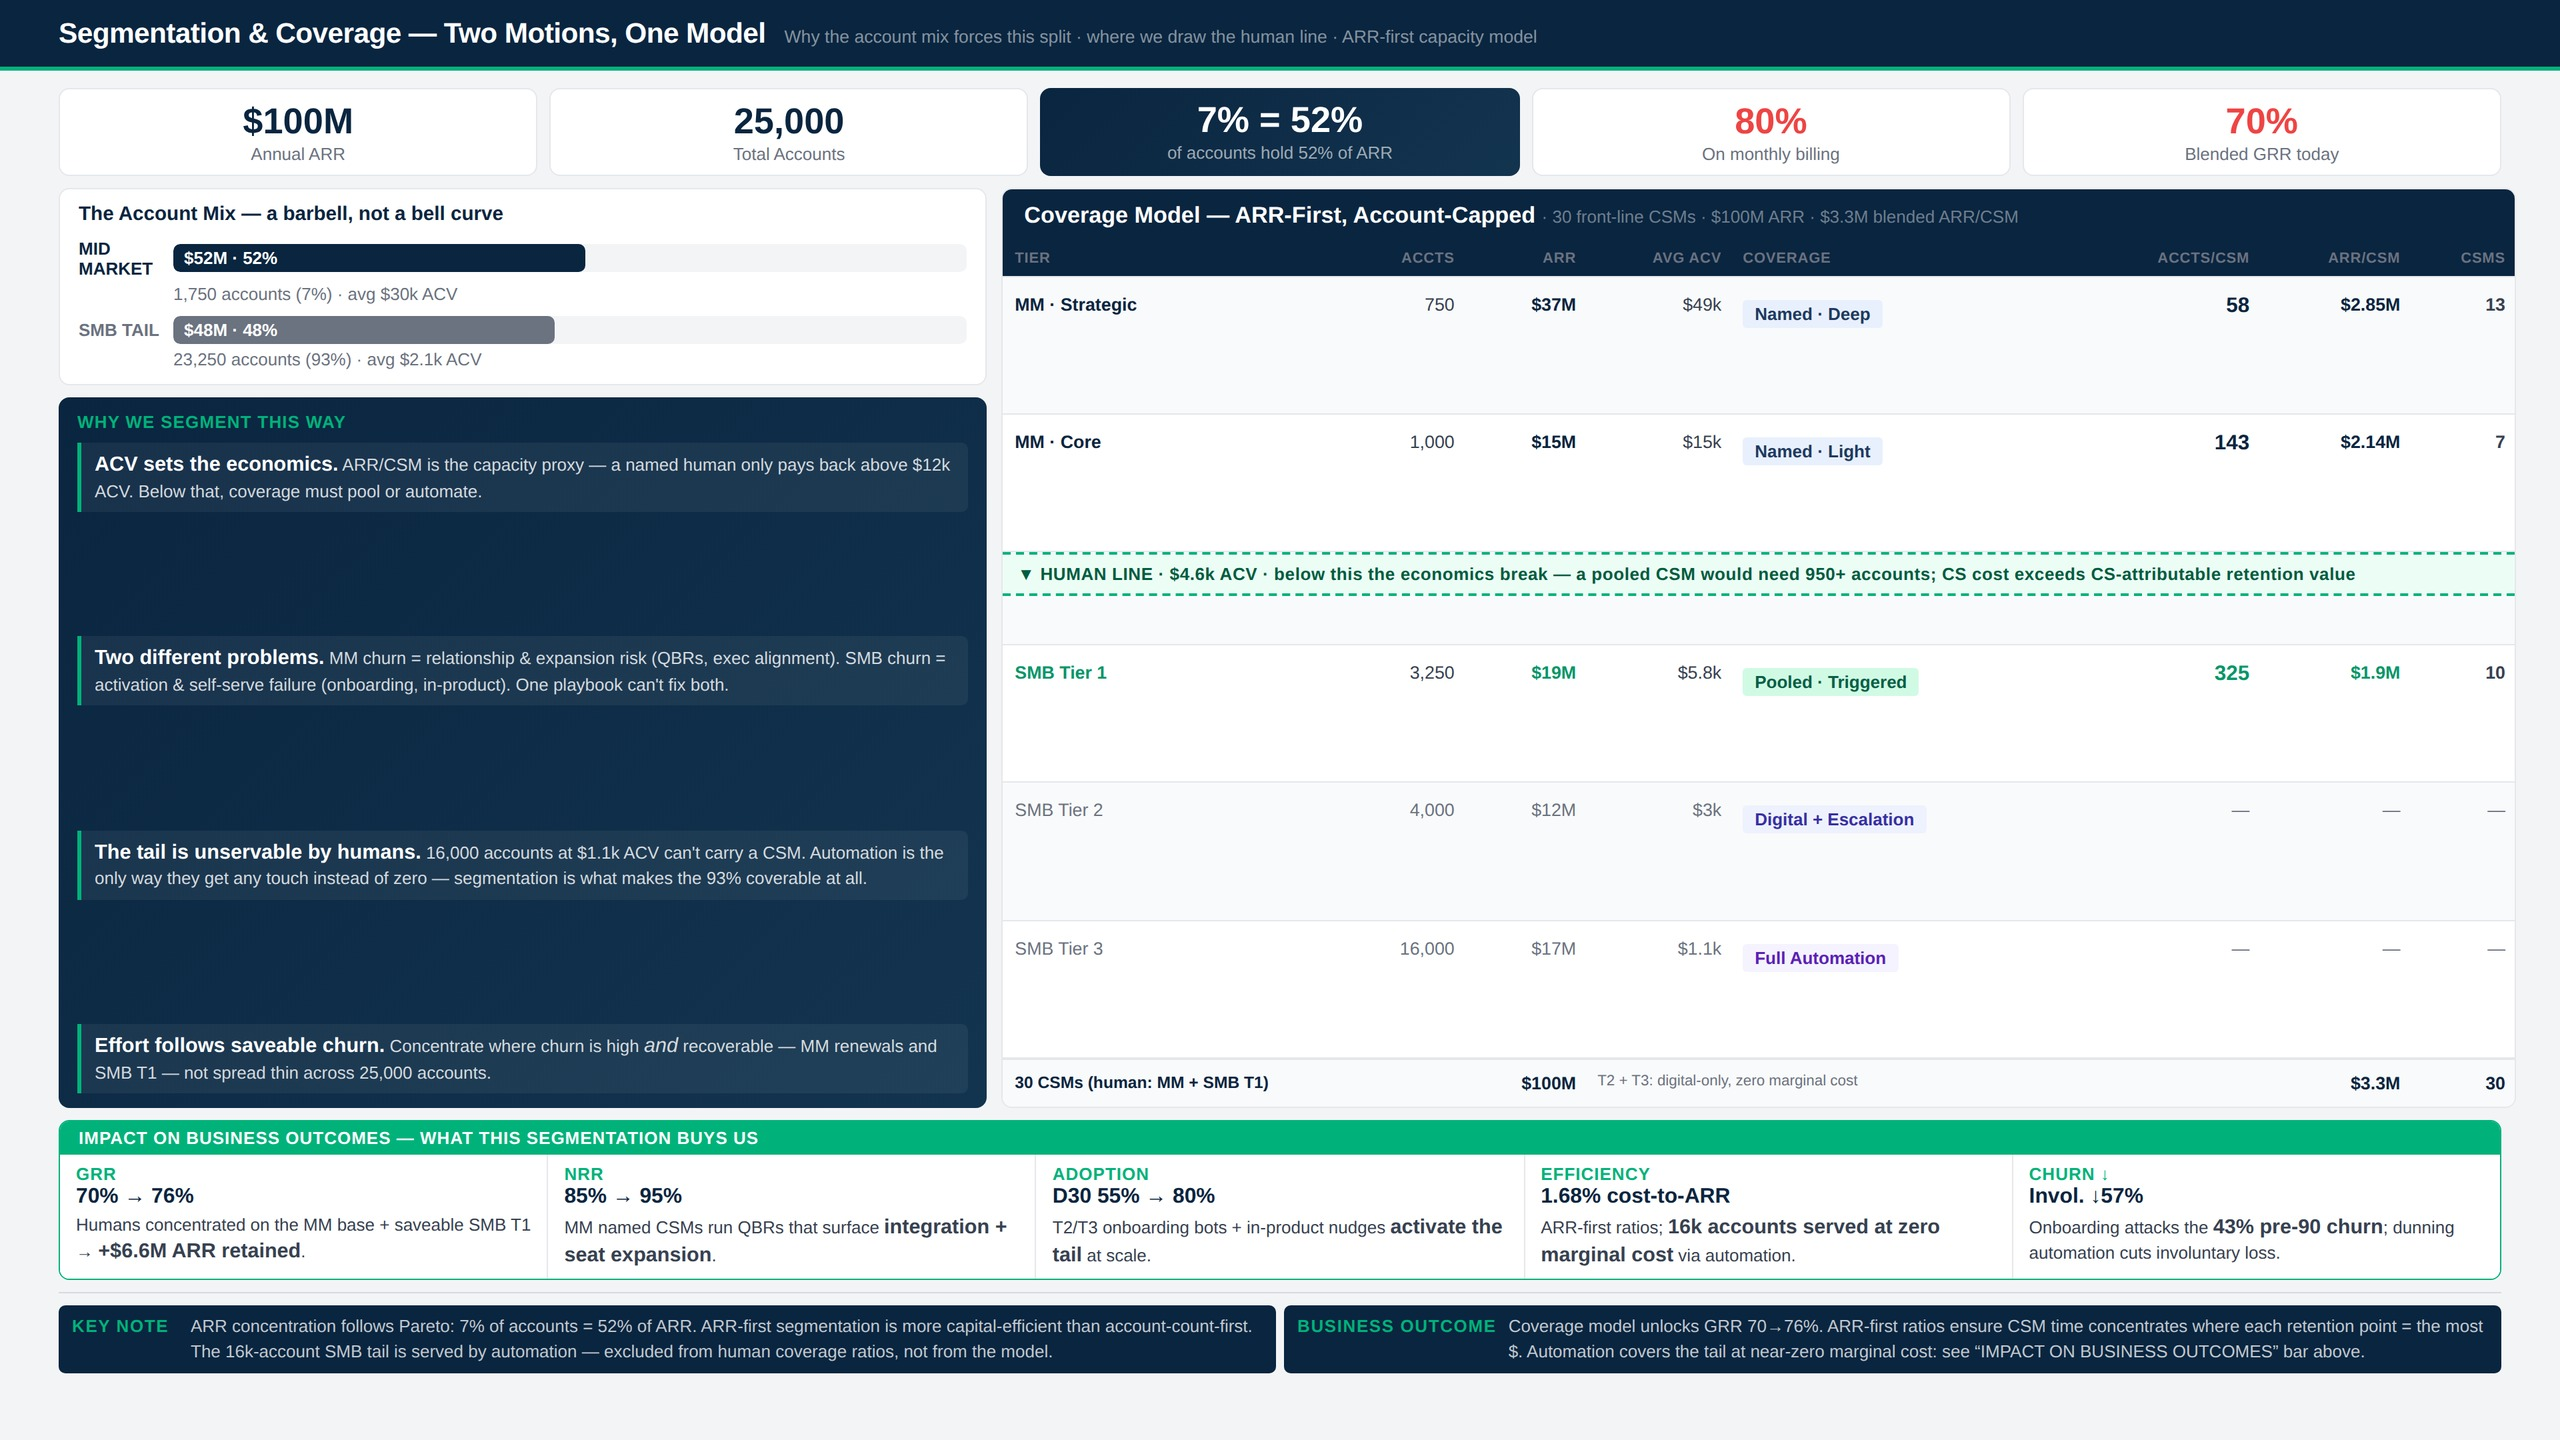 Segmentation & Coverage — Two Motions, One Model
Why the account mix forces this split · where we draw the human line · ARR-first capacity model
$100M
Annual ARR
25,000
Total Accounts
7% = 52%
of accounts hold 52% of ARR
80%
On monthly billing
70%
Blended GRR today
The Account Mix — a barbell, not a bell curve
MID
MARKET
$52M · 52%
1,750 accounts (7%) · avg $30k ACV
SMB TAIL
$48M · 48%
23,250 accounts (93%) · avg $2.1k ACV
WHY WE SEGMENT THIS WAY
ACV sets the economics. ARR/CSM is the capacity proxy — a named human only pays back above $12k
ACV. Below that, coverage must pool or automate.
Two different problems. MM churn = relationship & expansion risk (QBRs, exec alignment). SMB churn =
activation & self-serve failure (onboarding, in-product). One playbook can't fix both.
The tail is unservable by humans. 16,000 accounts at $1.1k ACV can't carry a CSM. Automation is the
only way they get any touch instead of zero — segmentation is what makes the 93% coverable at all.
Effort follows saveable churn. Concentrate where churn is high and recoverable — MM renewals and
SMB T1 — not spread thin across 25,000 accounts.
Coverage Model — ARR-First, Account-Capped · 30 front-line CSMs · $100M ARR · $3.3M blended ARR/CSM
TIER ACCTS ARR AVG ACV COVERAGE ACCTS/CSM ARR/CSM CSMS
MM · Strategic 750 $37M $49k Named · Deep 58 $2.85M 13
MM · Core 1,000 $15M $15k Named · Light 143 $2.14M 7
▼ HUMAN LINE · $4.6k ACV · below this the economics break — a pooled CSM would need 950+ accounts; CS cost exceeds CS-attributable retention value
SMB Tier 1 3,250 $19M $5.8k Pooled · Triggered 325 $1.9M 10
SMB Tier 2 4,000 $12M $3k Digital + Escalation — — —
SMB Tier 3 16,000 $17M $1.1k Full Automation — — —
30 CSMs (human: MM + SMB T1) $100M T2 + T3: digital-only, zero marginal cost $3.3M 30
IMPACT ON BUSINESS OUTCOMES — WHAT THIS SEGMENTATION BUYS US
GRR
70% → 76%
Humans concentrated on the MM base + saveable SMB T1
→ +$6.6M ARR retained.
NRR
85% → 95%
MM named CSMs run QBRs that surface integration +
seat expansion.
ADOPTION
D30 55% → 80%
T2/T3 onboarding bots + in-product nudges activate the
tail at scale.
EFFICIENCY
1.68% cost-to-ARR
ARR-first ratios; 16k accounts served at zero
marginal cost via automation.
CHURN ↓
Invol. ↓57%
Onboarding attacks the 43% pre-90 churn; dunning
automation cuts involuntary loss.
KEY NOTE
ARR concentration follows Pareto: 7% of accounts = 52% of ARR. ARR-first segmentation is more capital-efficient than account-count-first.
The 16k-account SMB tail is served by automation — excluded from human coverage ratios, not from the model.
BUSINESS OUTCOME
Coverage model unlocks GRR 70→76%. ARR-first ratios ensure CSM time concentrates where each retention point = the most
$. Automation covers the tail at near-zero marginal cost: see “IMPACT ON BUSINESS OUTCOMES” bar above.